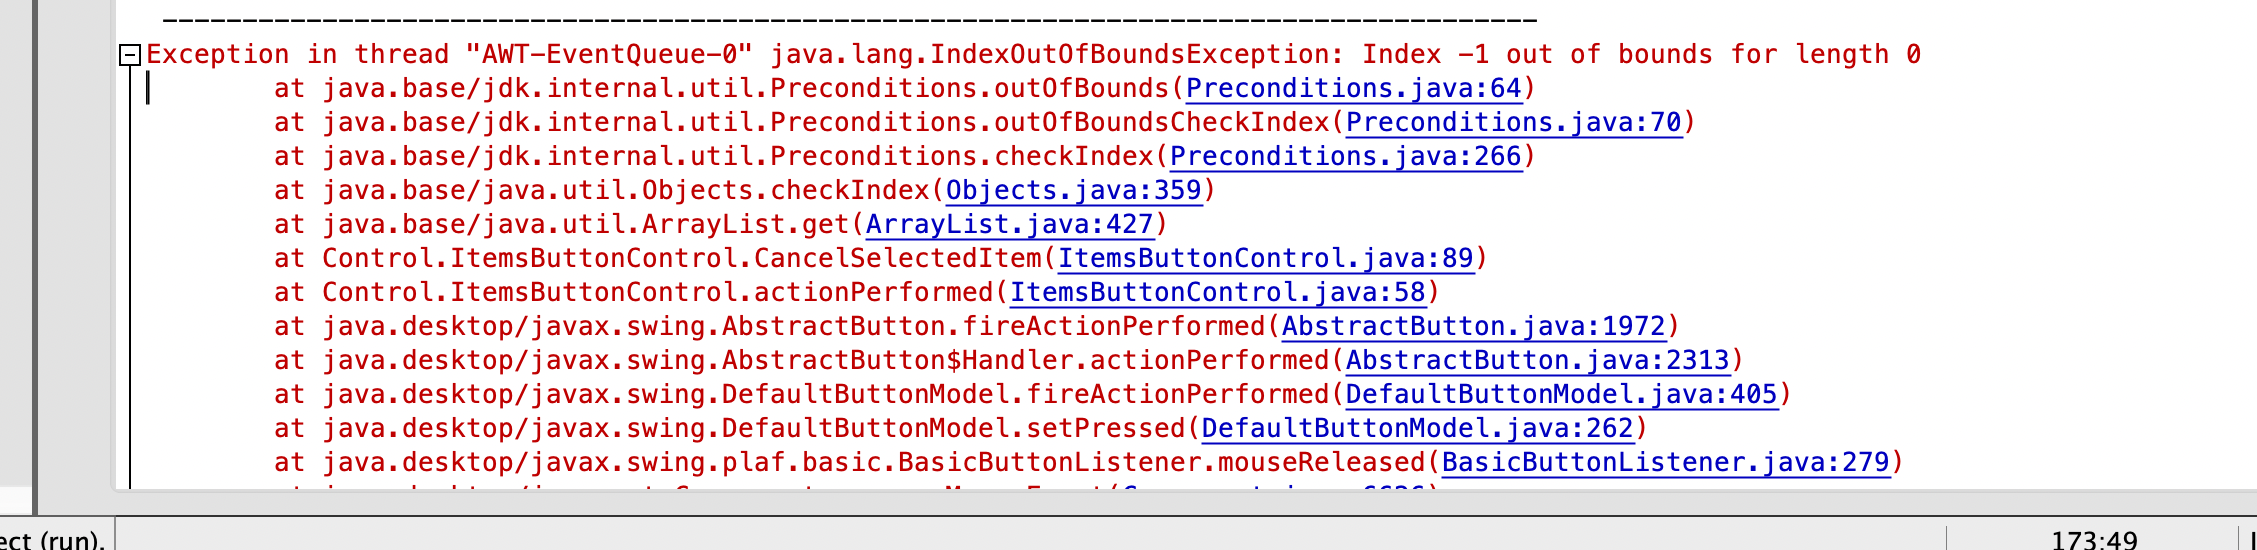 --------------------------------------------------------------------------------------
Exception in thread "AWT-EventQueue-0" java.lang.IndexOutOfBoundsException: Index -1 out of bounds for length 0
at java.base/jdk.internal.util.Preconditions.outOfBounds(Preconditions.java:64)
at java.base/jdk.internal.util.Preconditions.outOfBoundsCheckIndex(Preconditions.java:70)
at java.base/jdk.internal.util.Preconditions.checkIndex(Preconditions.java:266)
at java.base/java.util.Objects.checkIndex(Objects.java:359)
at java.base/java.util.ArrayList.get(ArrayList.java:427)
at Control.ItemsButtonControl.CancelSelectedItem(ItemsButtonControl.java:89)
at Control.ItemsButtonControl.actionPerformed(ItemsButtonControl.java:58)
at java.desktop/javax.swing.AbstractButton.fireActionPerformed(AbstractButton.java:1972)
at java.desktop/javax.swing.AbstractButton$Handler.actionPerformed(AbstractButton.java:2313)
at java.desktop/javax.swing.DefaultButtonModel.fireActionPerformed(DefaultButtonModel.java:405)
at java.desktop/javax.swing.DefaultButtonModel.setPressed(DefaultButtonModel.java:262)
at java.desktop/javax.swing.plaf.basic.BasicButtonListener.mouseReleased(BasicButtonListener.java:279)
ect (run).
173:49